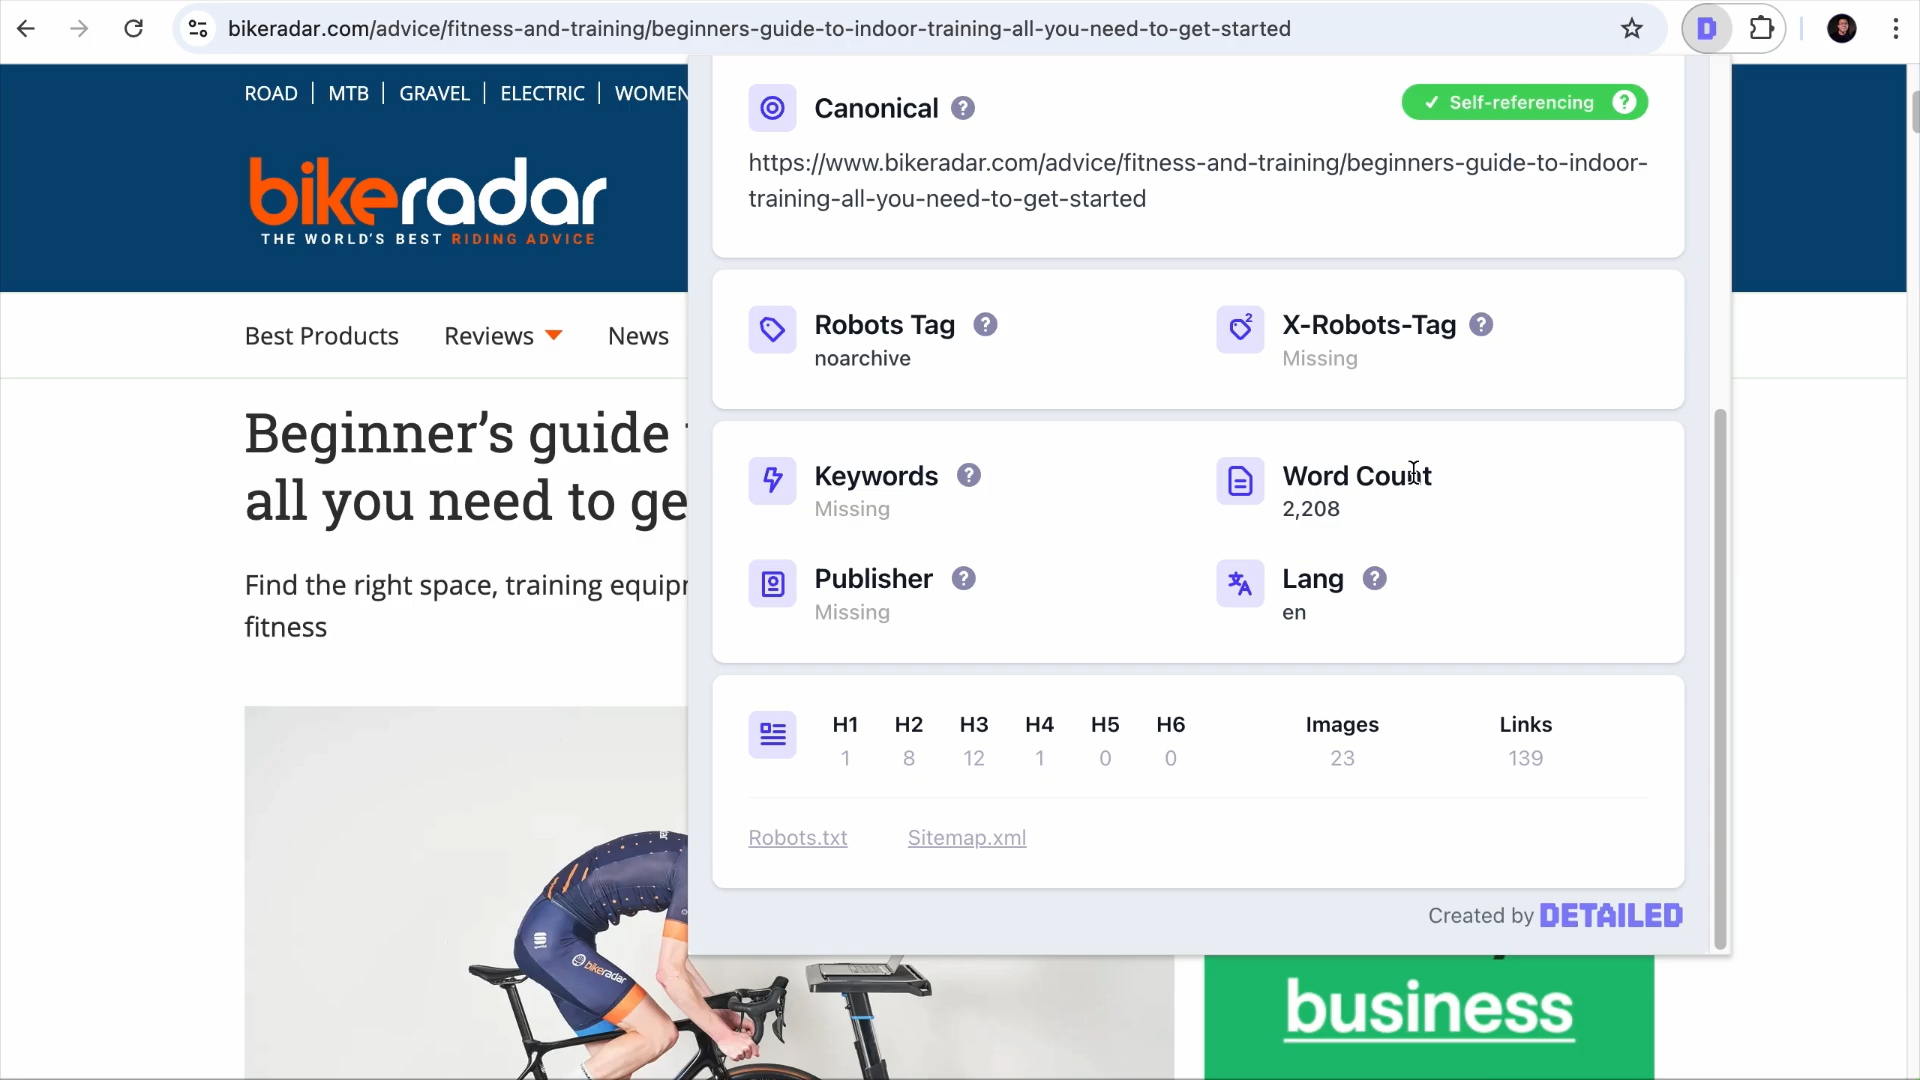 bikeradar.com/advice/fitness-and-training/beginners-guide-to-indoor-training-all-you-need-to-get-started
ROAD | MTB | GRAVEL | ELECTRIC | WOMEN
bikeradar
THE WORLD'S BEST RIDING ADVICE
Best Products Reviews News
Beginner’s guide
all you need to ge
Find the right space, training equip
fitness
bikeradar
Canonical ?
✓ Self-referencing ?
https://www.bikeradar.com/advice/fitness-and-training/beginners-guide-to-indoor-
training-all-you-need-to-get-started
Robots Tag ?
noarchive
X-Robots-Tag ?
Missing
Keywords ?
Missing
Word Count
2,208
Publisher ?
Missing
Lang ?
en
H1 H2 H3 H4 H5 H6 Images Links
1 8 12 1 0 0 23 139
Robots.txt Sitemap.xml
Created by DETAILED
business